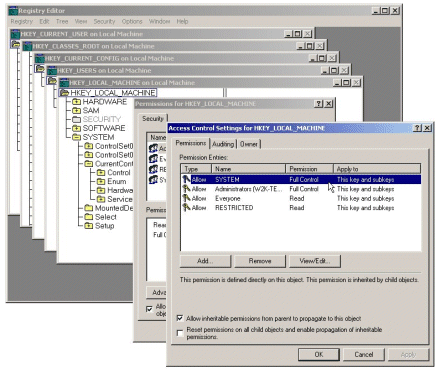 Registry Editor
Registry Edit Tree View Security Options Window Help
HKEY_CURRENT_USER on Local Machine
HKEY_CLASSES_ROOT on Local Machine
HKEY_CURRENT_CONFIG on Local Machine
HKEY_USERS on Local Machine
HKEY_LOCAL_MACHINE on Local Machine
HKEY_LOCAL_MACHINE
HARDWARE
SAM
SECURITY
SOFTWARE
SYSTEM
ControlSet0
ControlSet0
CurrentCont
Control
Enum
Hardwa
Service
MountedDe
Select
Setup
Permissions for HKEY_LOCAL_MACHINE
Security
Name
Ad
Ev
RE
SY
Permiss
Rea
Full C
Adva
Allo
obje
Access Control Settings for HKEY_LOCAL_MACHINE
Permissions Auditing Owner
Permission Entries:
Type Name Permission Apply to
Allow SYSTEM Full Control This key and subkeys
Allow Administrators (W2K-TE... Full Control This key and subkeys
Allow Everyone Read This key and subkeys
Allow RESTRICTED Read This key and subkeys
Add... Remove View/Edit...
This permission is defined directly on this object. This permission is inherited by child objects.
Allow inheritable permissions from parent to propagate to this object
Reset permissions on all child objects and enable propagation of inheritable
permissions.
OK Cancel Apply